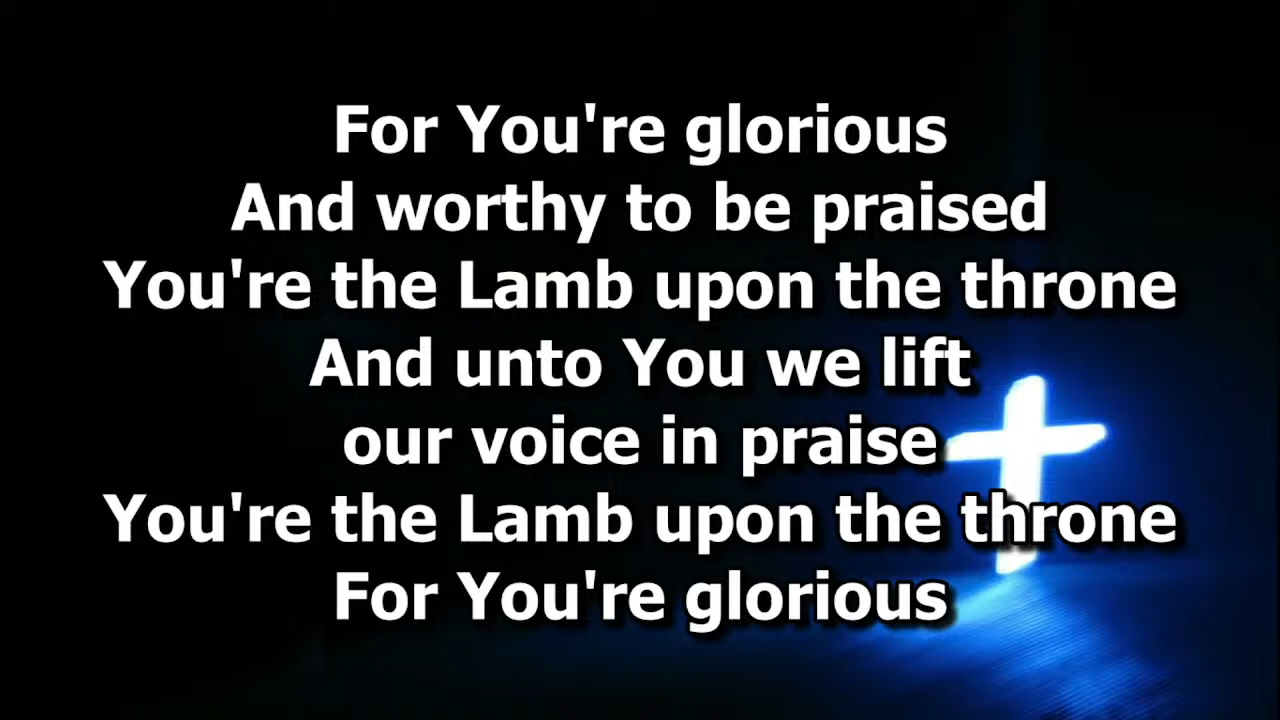 For You're glorious
And worthy to be praised
You're the Lamb upon the throne
And unto You we lift
our voice in praise
You're the Lamb upon the throne
For You're glorious